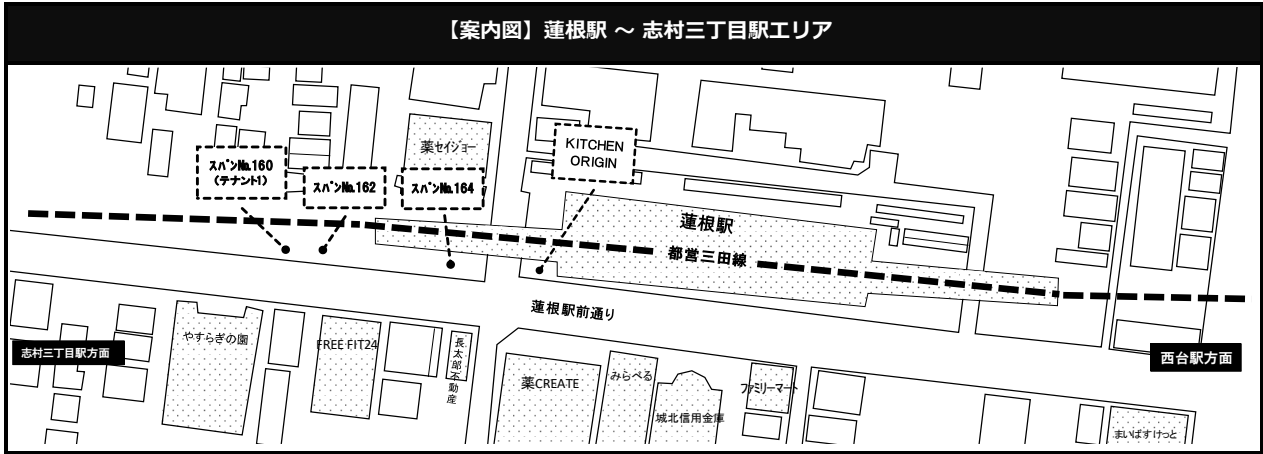 【案内図】蓮根駅 ～ 志村三丁目駅エリア
薬セイジョー
KITCHEN
ORIGIN
スパンNo.160
（テナント1）
スパンNo.162
スパンNo.164
蓮根駅
都営三田線
蓮根駅前通り
やすらぎの園
FREE FIT24
長太郎不動産
志村三丁目駅方面
西台駅方面
薬CREATE
みらべる
ファミリーマート
城北信用金庫
まいばすけっと